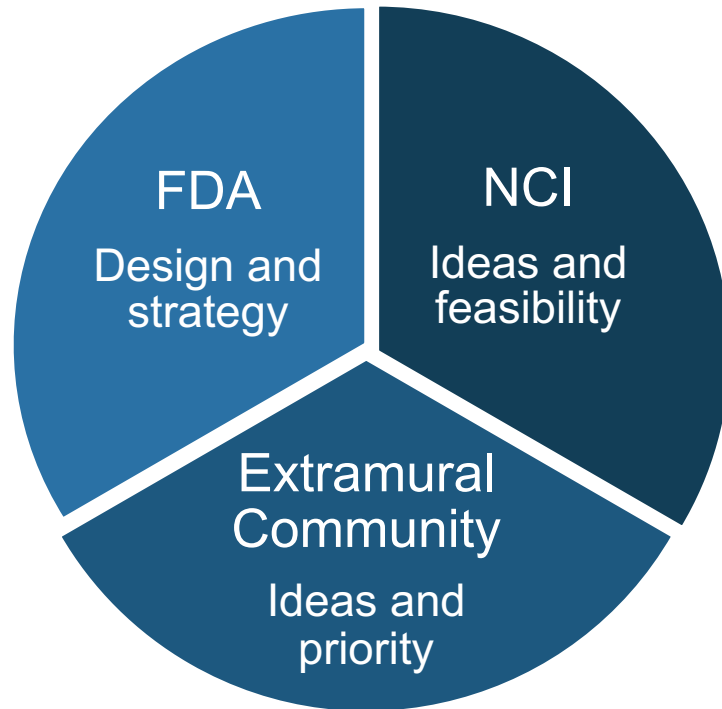 FDA
Design and
strategy
NCI
Ideas and
feasibility
Extramural
Community
Ideas and
priority